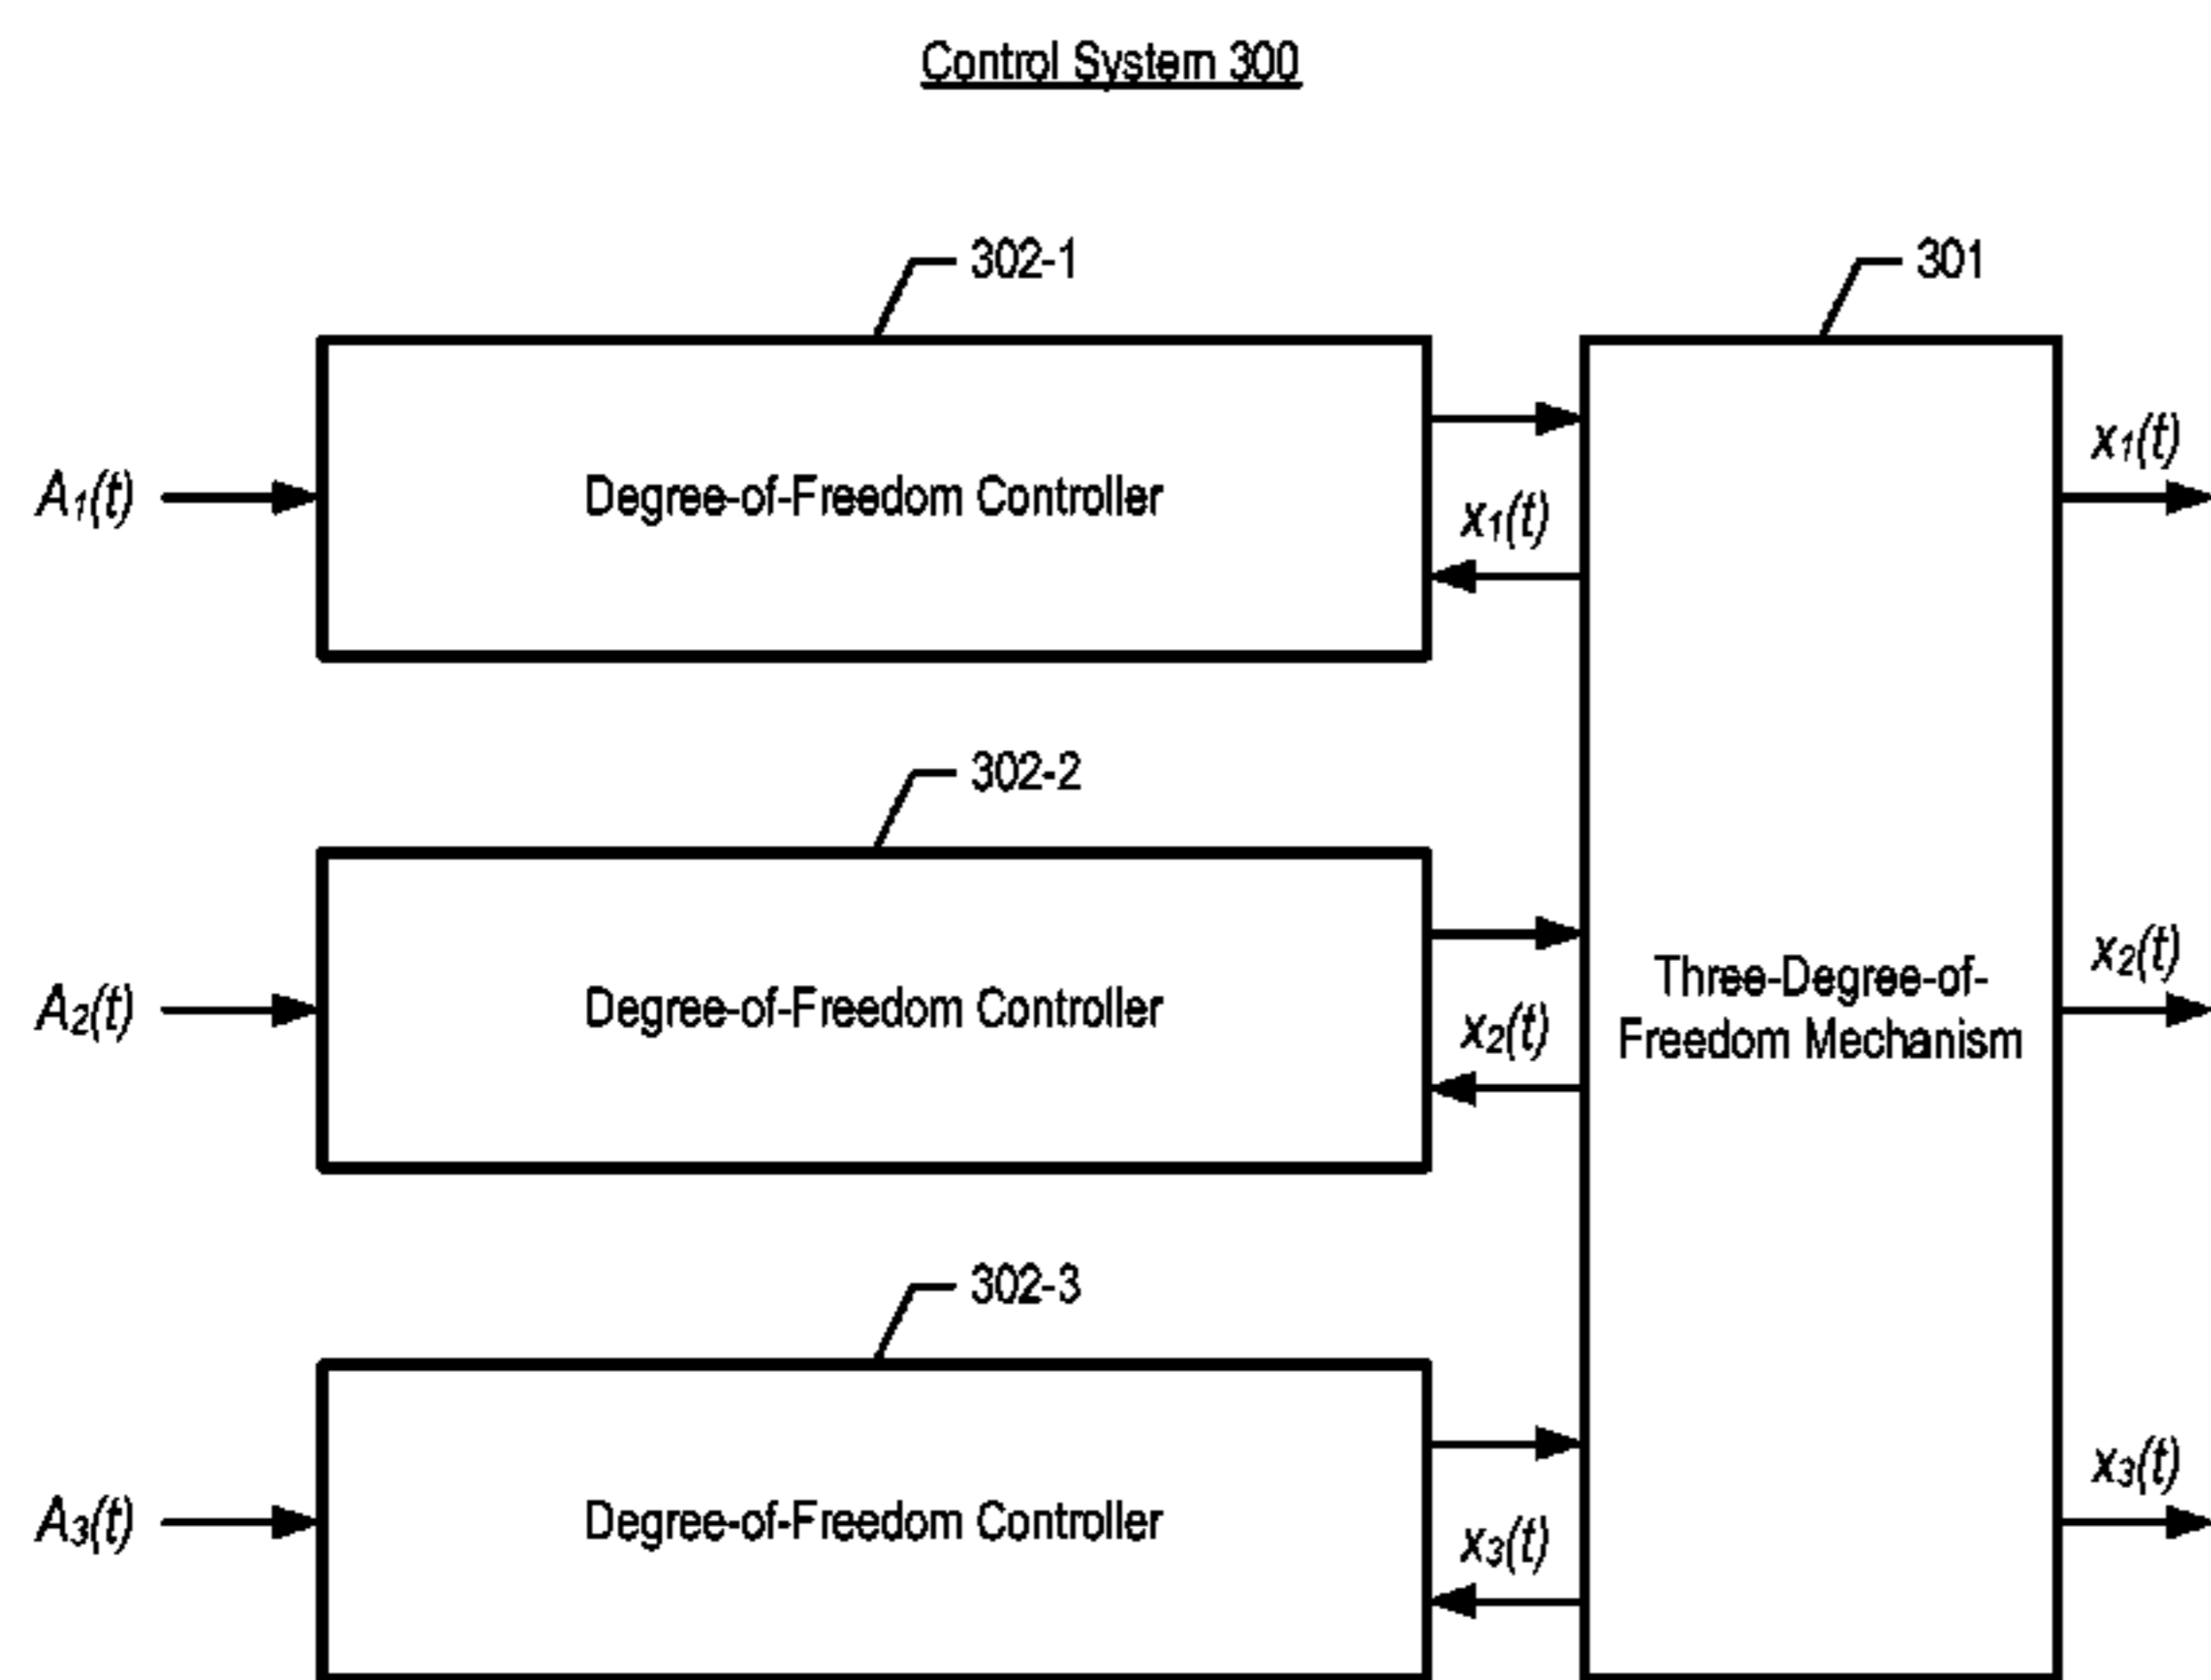 Control System 300
302-1
301
A1(t)
Degree-of-Freedom Controller
x1(t)
x1(t)
302-2
A2(t)
Degree-of-Freedom Controller
x2(t)
Three-Degree-of-
Freedom Mechanism
x2(t)
302-3
A3(t)
Degree-of-Freedom Controller
x3(t)
x3(t)